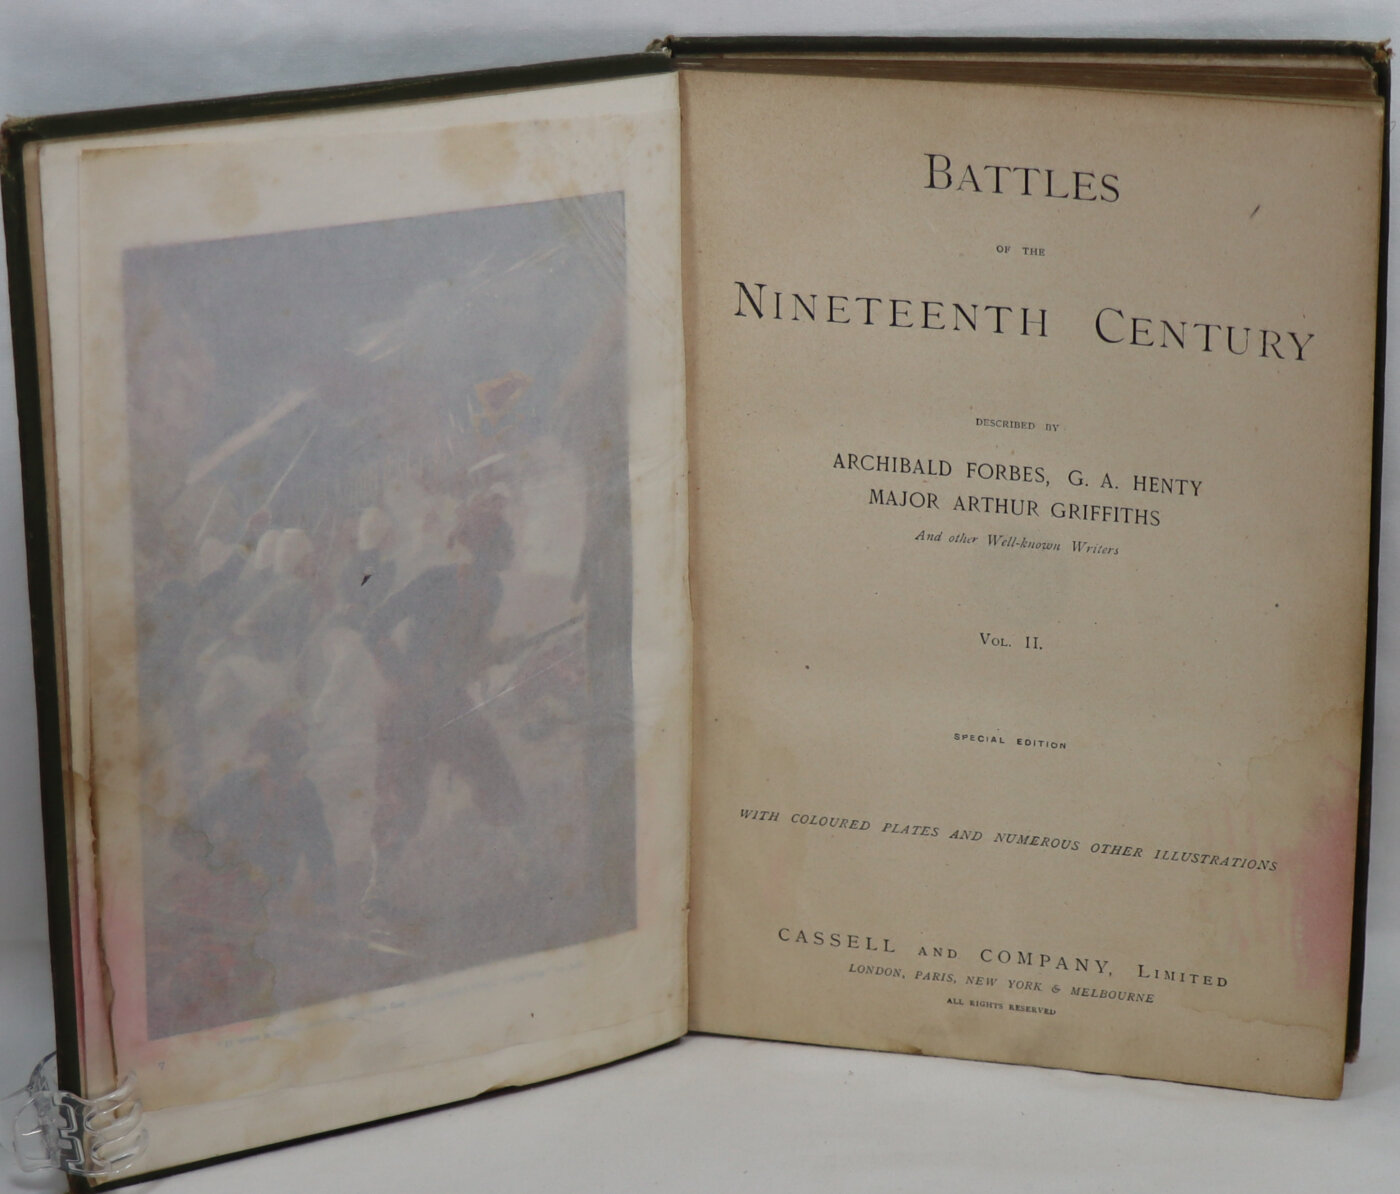 BATTLES
OF THE
NINETEENTH CENTURY
DESCRIBED BY
ARCHIBALD FORBES, G. A. HENTY
MAJOR ARTHUR GRIFFITHS
And other Well-known Writers
VOL. II.
SPECIAL EDITION
WITH COLOURED PLATES AND NUMEROUS OTHER ILLUSTRATIONS
CASSELL AND COMPANY, LIMITED
LONDON, PARIS, NEW YORK & MELBOURNE
ALL RIGHTS RESERVED
7